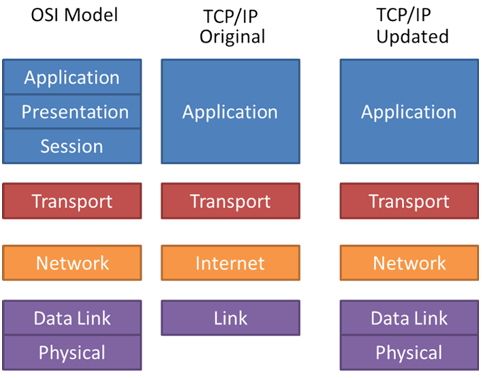 OSI Model
TCP/IP
Original
TCP/IP
Updated
Application
Presentation
Session
Application
Application
Transport
Transport
Transport
Network
Internet
Network
Data Link
Physical
Link
Data Link
Physical